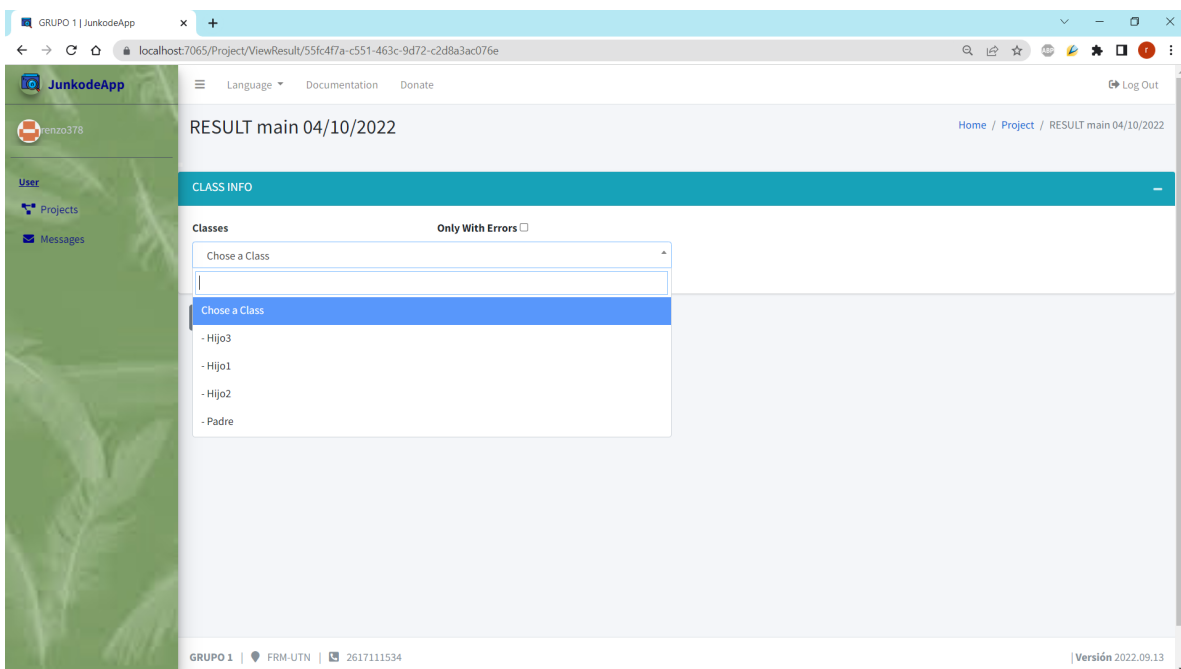 GRUPO 1 | JunkodeApp
localhost:7065/Project/ViewResult/55fc4f7a-c551-463c-9d72-c2d8a3ac076e
JunkodeApp
Language Documentation Donate Log Out
renzo378
RESULT main 04/10/2022
Home / Project / RESULT main 04/10/2022
User
Projects
Messages
CLASS INFO
Classes Only With Errors
Chose a Class
Chose a Class
- Hijo3
- Hijo1
- Hijo2
- Padre
GRUPO 1 | FRM-UTN | 2617111534
| Versión 2022.09.13